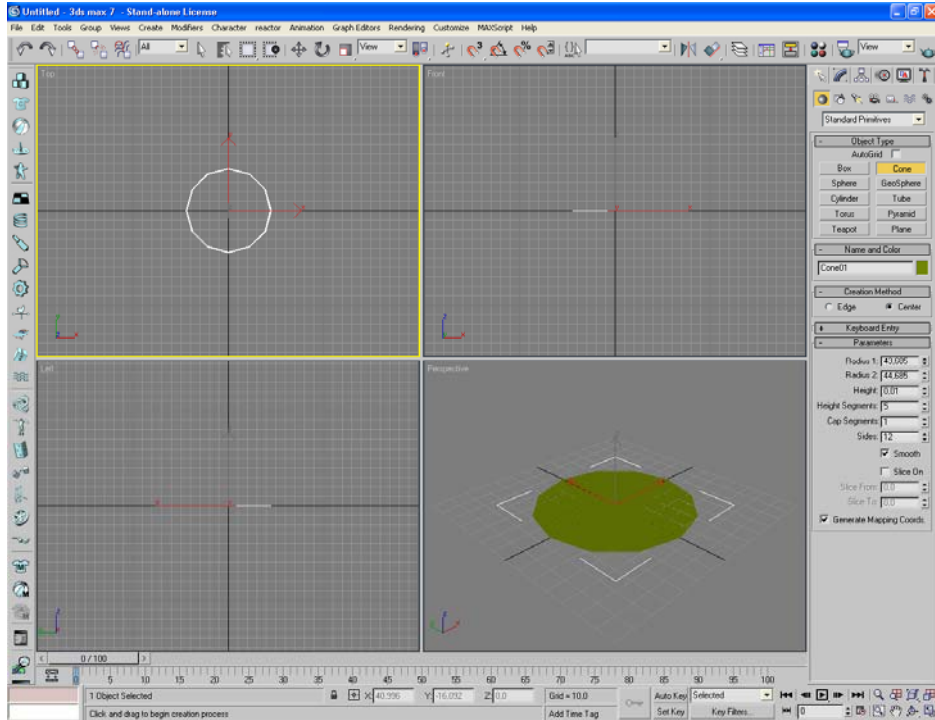 Untitled - 3ds max 7 - Stand-alone License
File Edit Tools Group Views Create Modifiers Character reactor Animation Graph Editors Rendering Customize MAXScript Help
All View View
Top Front
Standard Primitives
- Object Type
AutoGrid
Box Cone
Sphere GeoSphere
Cylinder Tube
Torus Pyramid
Teapot Plane
- Name and Color
Cone01
- Creation Method
Edge Center
+ Keyboard Entry
- Parameters
Left Perspective
Radius 1: 43,685
Radius 2: 44,685
Height: 0,01
Height Segments: 5
Cap Segments: 1
Sides: 12
Smooth
Slice On
Slice From: 0,0
Slice To: 0,0
Generate Mapping Coords.
0 / 100
0 5 10 15 20 25 30 35 40 45 50 55 60 65 70 75 80 85 90 95 100
1 Object Selected X: 40,996 Y: -16,092 Z: 0,0 Grid = 10,0 Auto Key Selected
Click and drag to begin creation process Add Time Tag Set Key Key Filters... 0